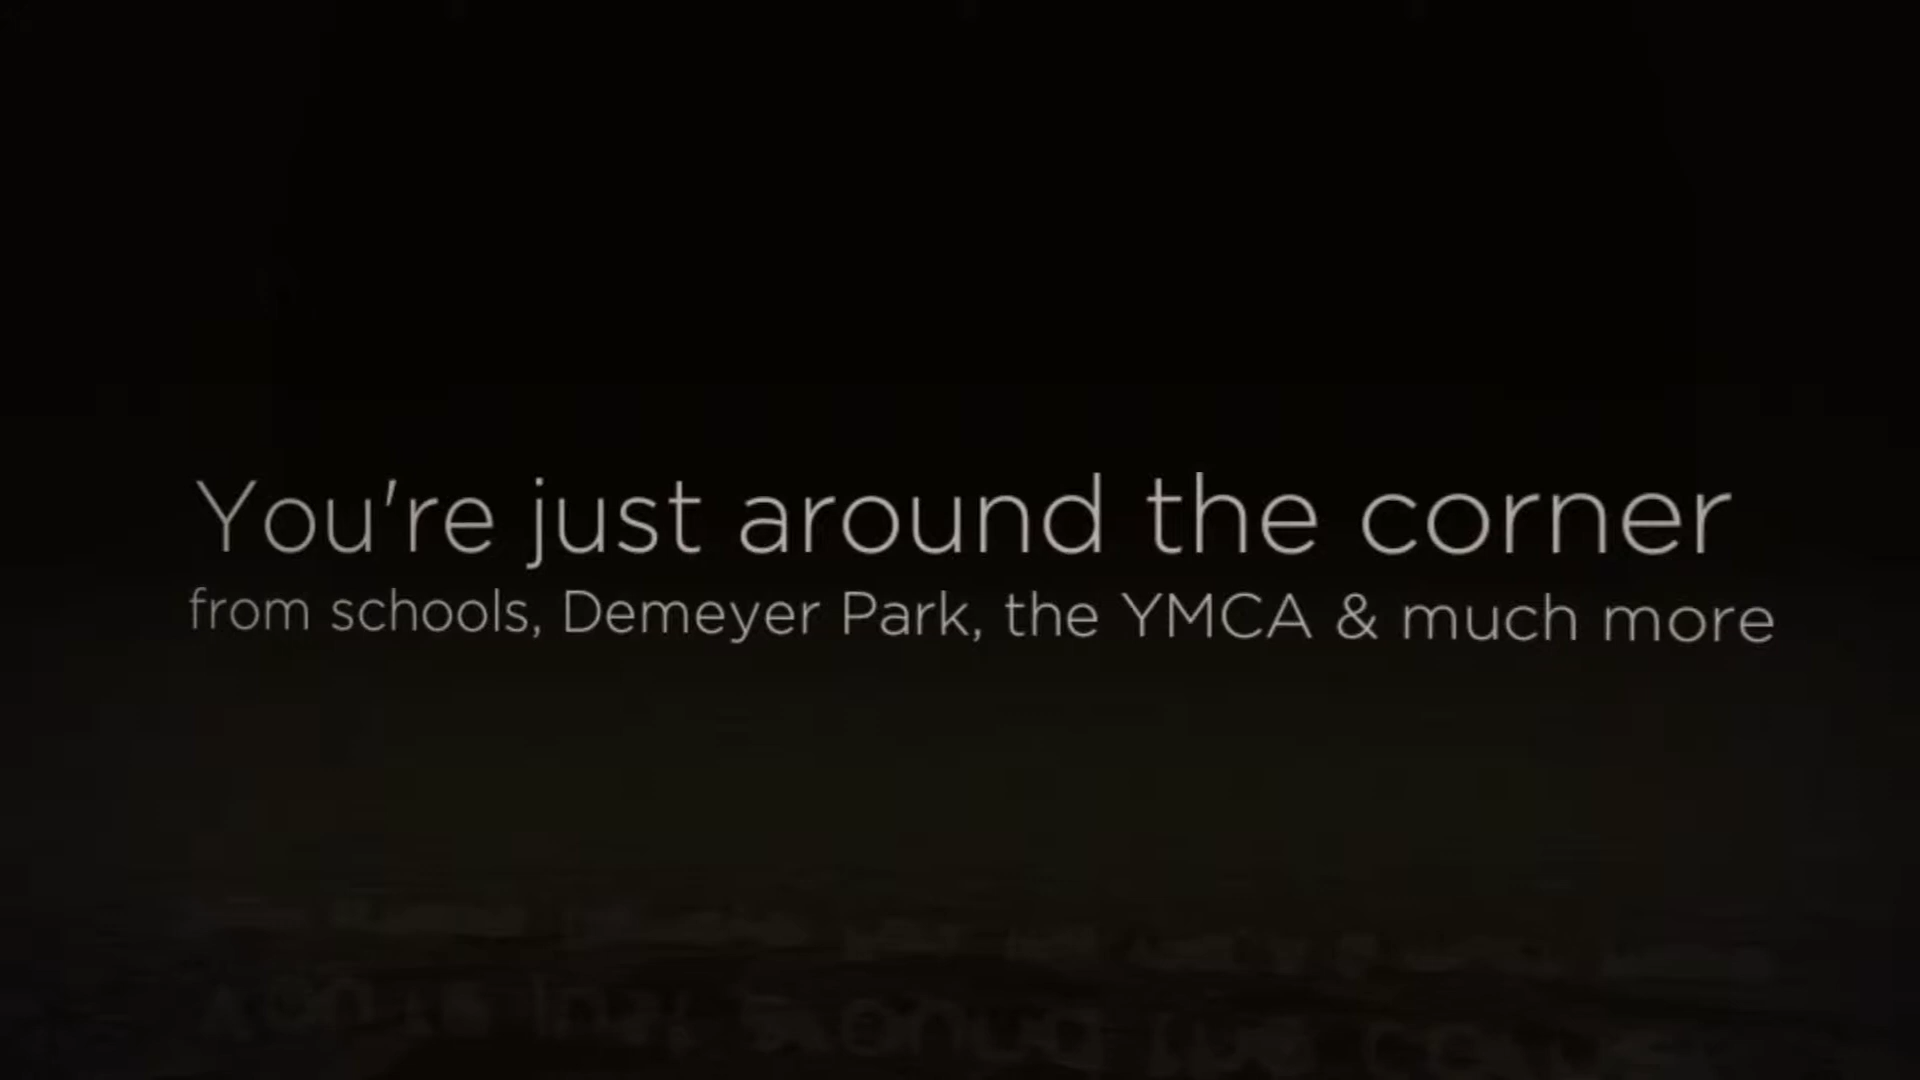 You're just around the corner
from schools, Demeyer Park, the YMCA & much more